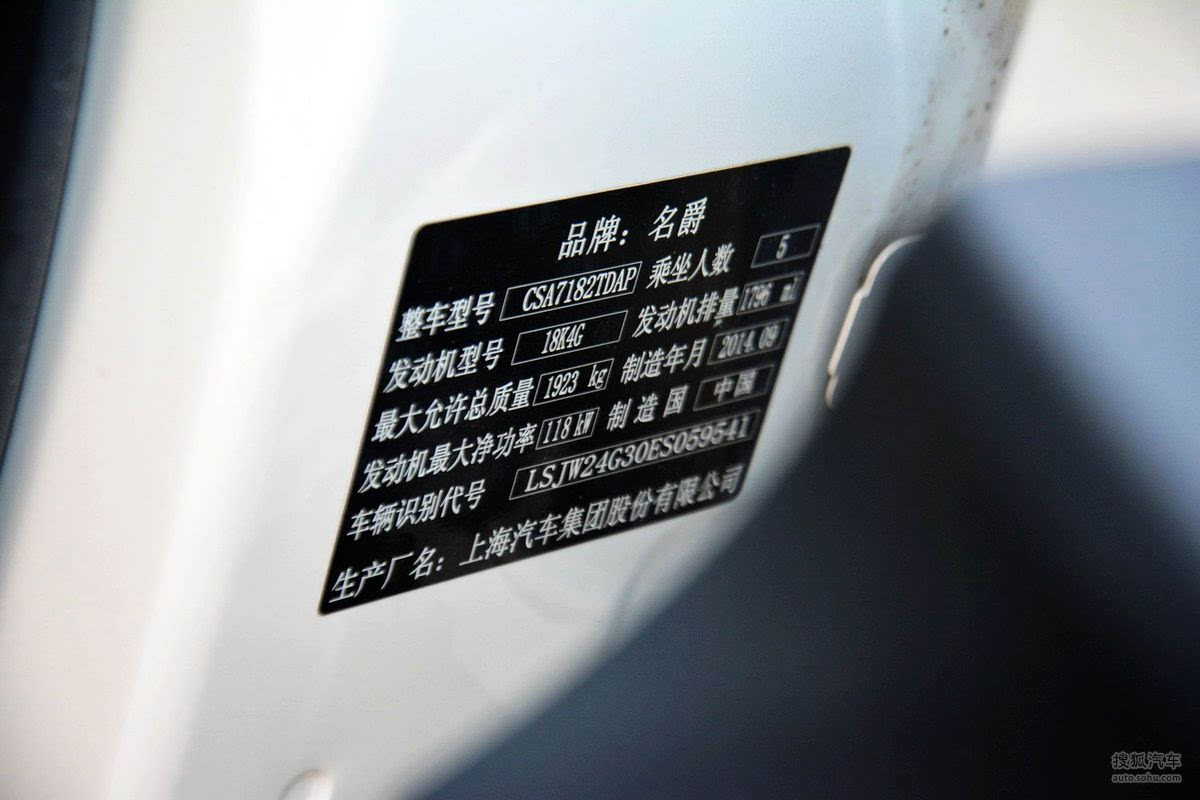 品牌：名爵
整车型号 CSA7182TDAP 乘坐人数 5
发动机型号 18K4G 发动机排量 1796 ml
最大允许总质量 1923 kg 制造年月 2014.09
发动机最大净功率 118 kW 制造国 中国
车辆识别代号 LSJW24G30ES059541
生产厂名：上海汽车集团股份有限公司
搜狐汽车
auto.sohu.com